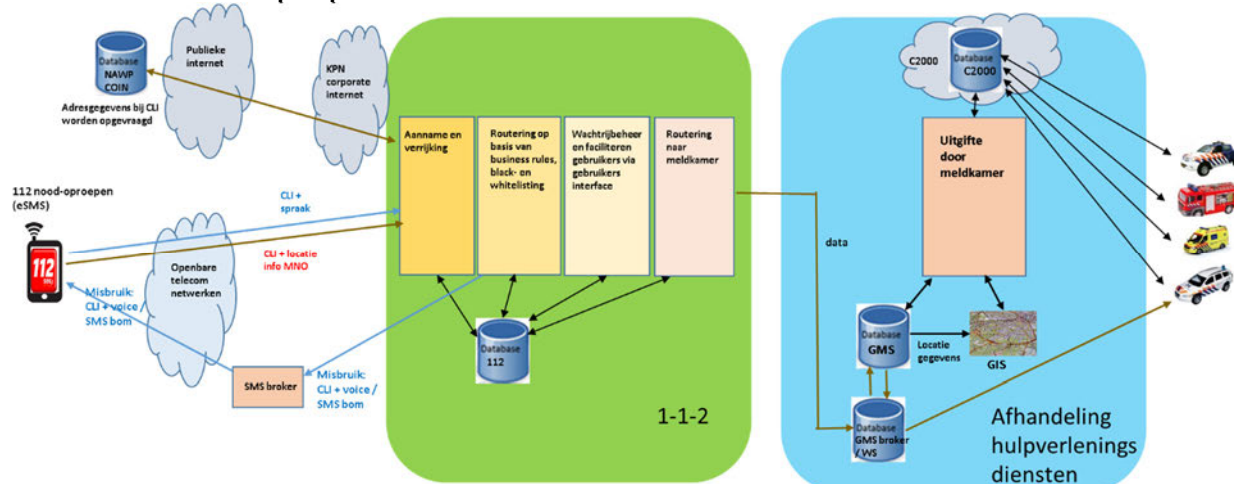 Database
NAWP
COIN
Adresgegevens bij CLI
worden opgevraagd
Publieke
internet
KPN
corporate
internet
112 nood-oproepen
(eSMS)
112
CLI +
spraak
CLI + locatie
info MNO
Openbare
telecom
netwerken
Misbruik:
CLI + voice /
SMS bom
SMS broker
Misbruik:
CLI + voice /
SMS bom
Aanname en
verrijking
Routering op
basis van
business rules,
black- en
whitelisting
Wachtrijbeheer
en faciliteren
gebruikers via
gebruikers
interface
Routering
naar
meldkamer
Database
112
1-1-2
data
C2000
Database
C2000
Uitgifte
door
meldkamer
Database
GMS
Locatie
gegevens
GIS
Database
GMS broker
/ WS
Afhandeling
hulpverlenings
diensten